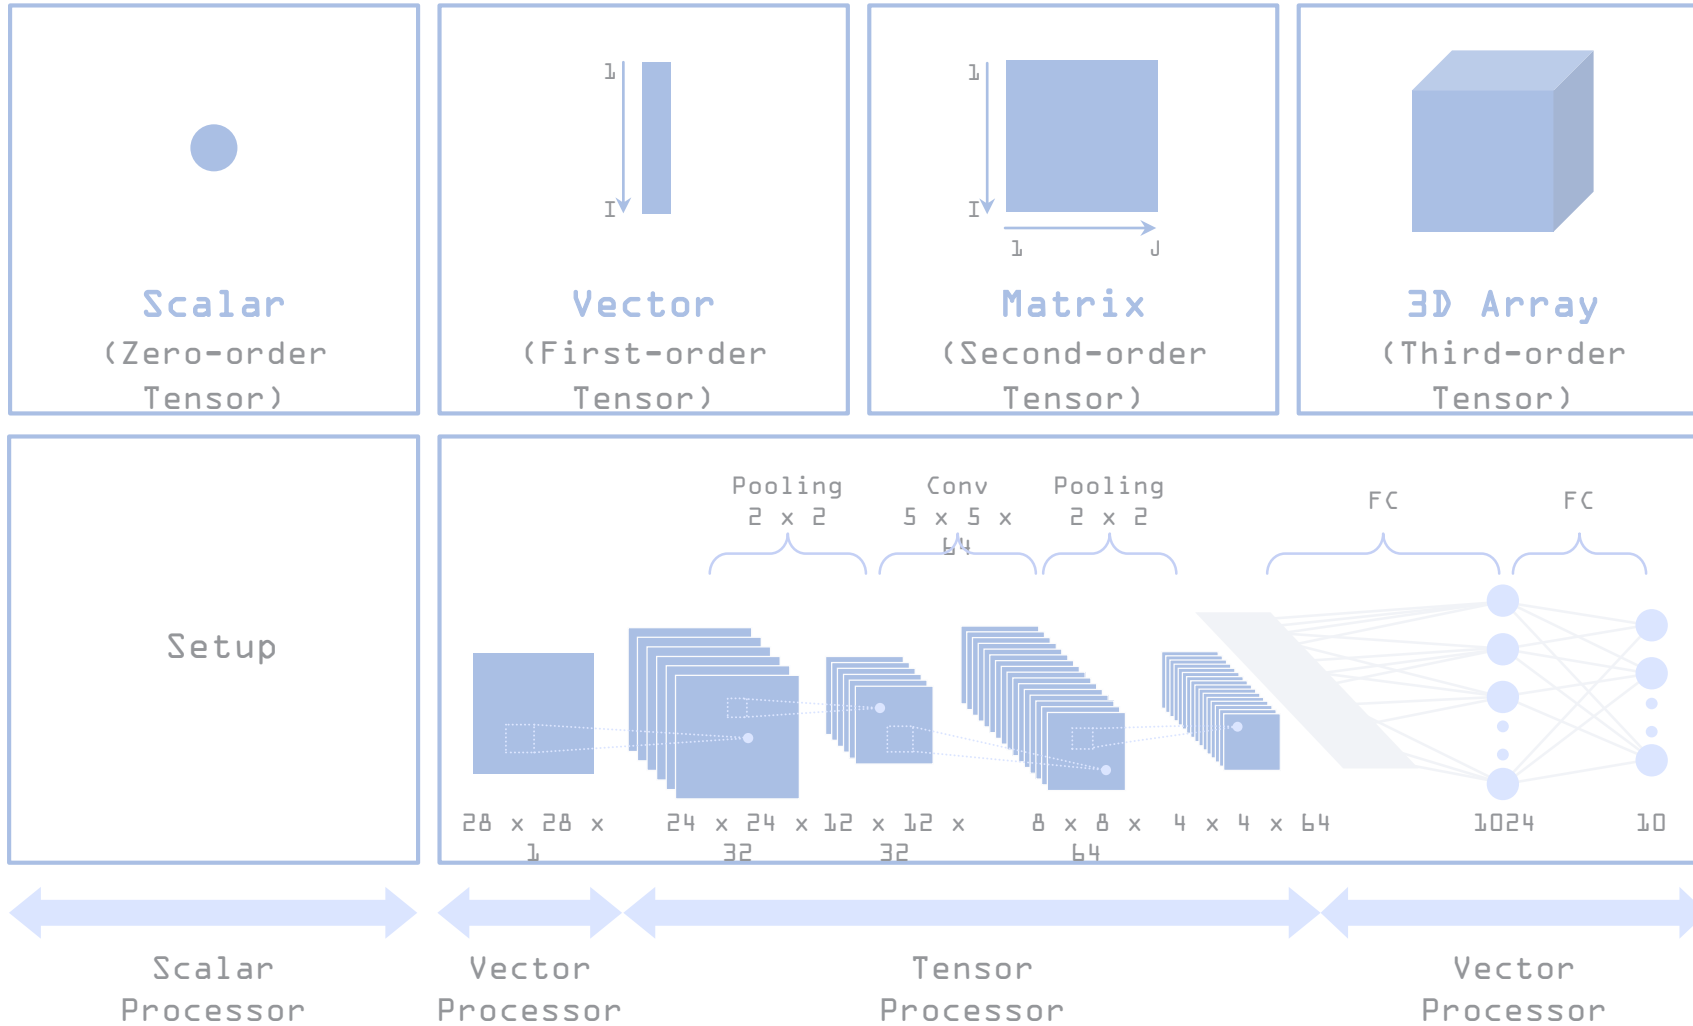 1
I
1
I
1
J
Scalar
(Zero-order
Tensor)
Vector
(First-order
Tensor)
Matrix
(Second-order
Tensor)
3D Array
(Third-order
Tensor)
Setup
Pooling
2 x 2
Conv
5 x 5 x
64
Pooling
2 x 2
FC
FC
28 x 28 x
1
24 x 24 x
32
12 x 12 x
32
8 x 8 x
64
4 x 4 x 64
1024
10
Scalar
Processor
Vector
Processor
Tensor
Processor
Vector
Processor